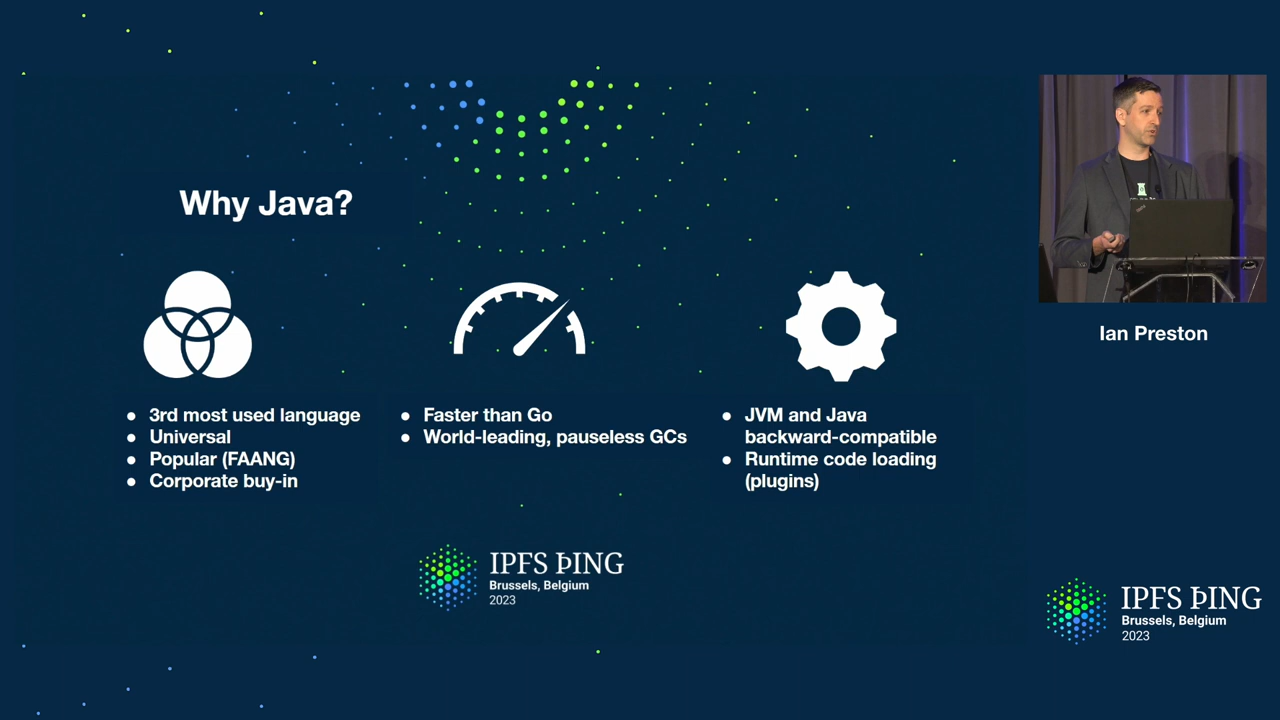 Why Java?
● 3rd most used language
● Universal
● Popular (FAANG)
● Corporate buy-in
● Faster than Go
● World-leading, pauseless GCs
● JVM and Java
backward-compatible
● Runtime code loading
(plugins)
IPFS ÞING
Brussels, Belgium
2023
Ian Preston
IPFS ÞING
Brussels, Belgium
2023